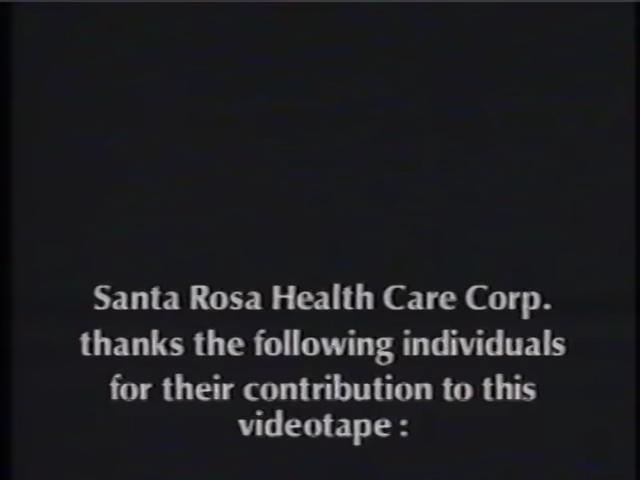 Santa Rosa Health Care Corp.
thanks the following individuals
for their contribution to this
videotape :